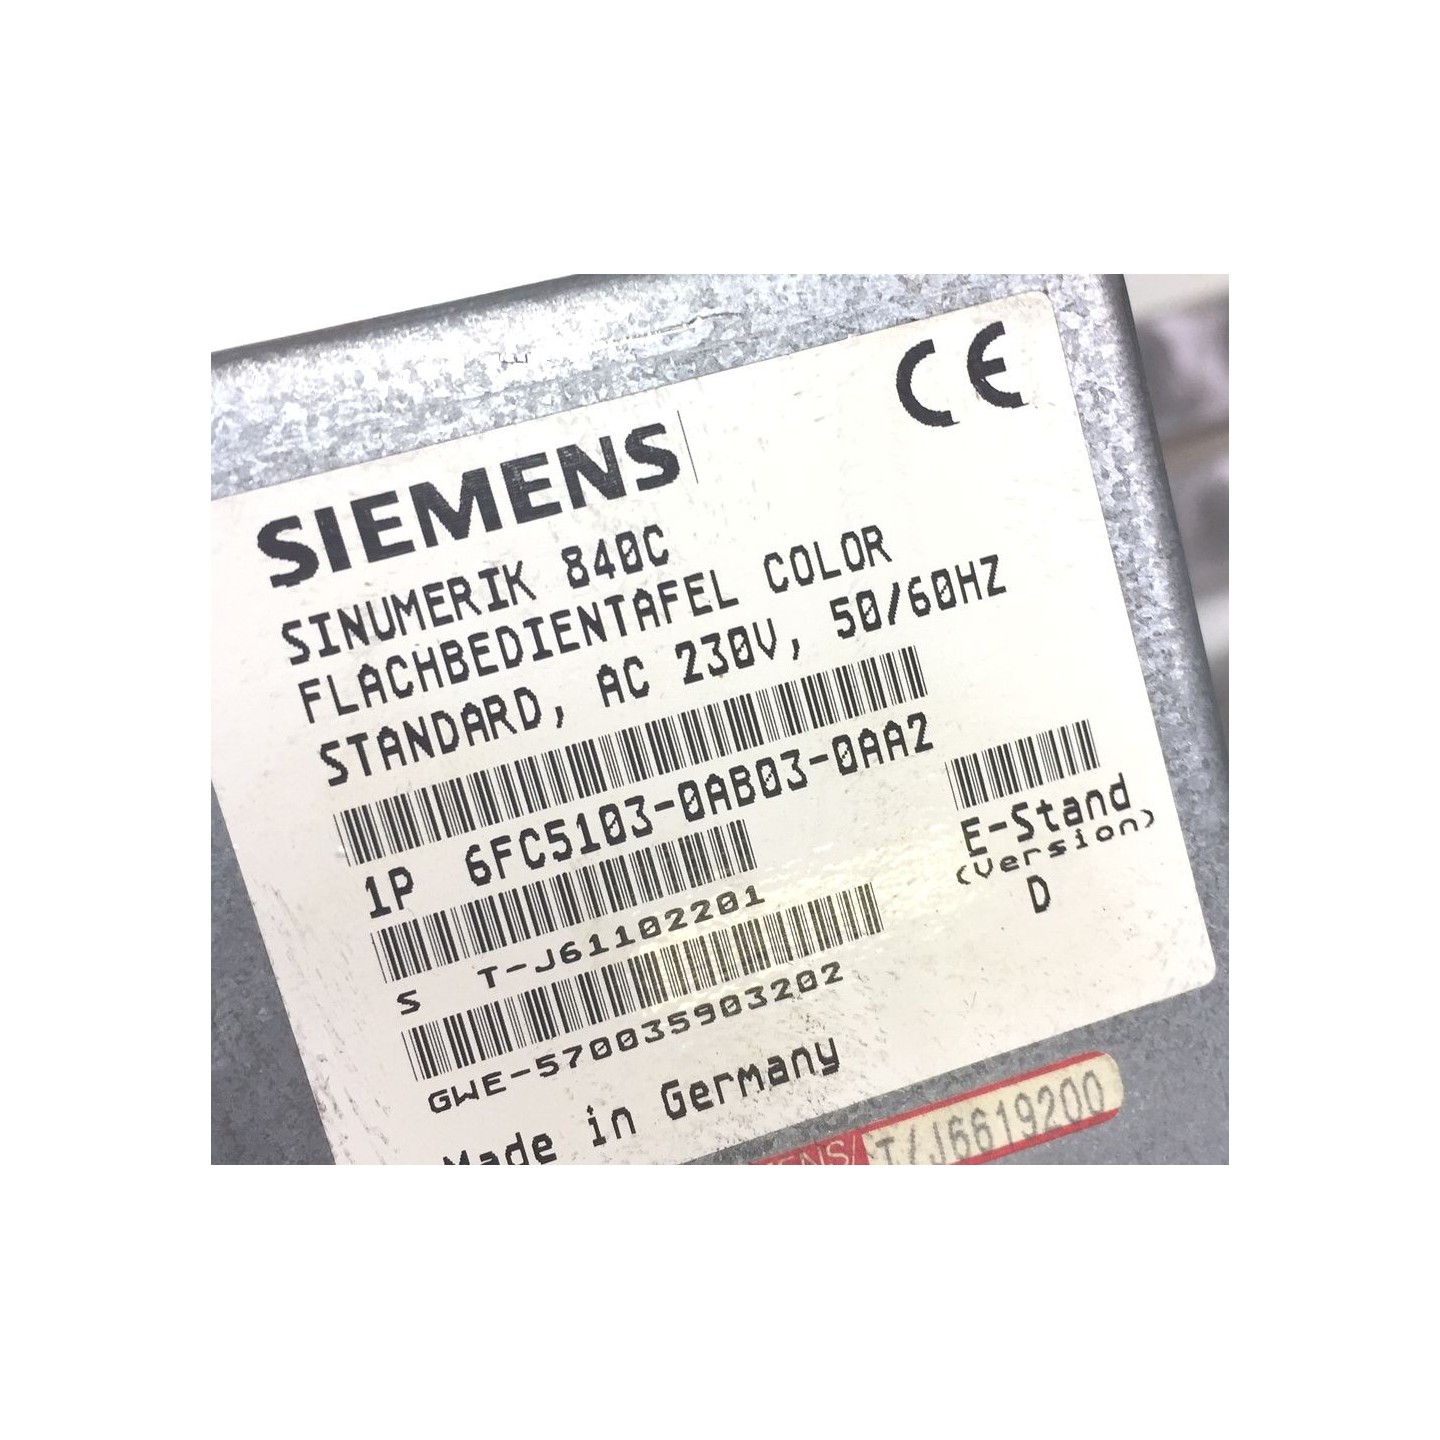 CE
SIEMENS
SINUMERIK 840C
FLACHBEDIENTAFEL COLOR
STANDARD, AC 230V, 50/60HZ
1P 6FC5103-0AB03-0AA2
E-Stand
(Version)
D
S T-J61102201
GWE-570035903202
Made in Germany
ENS/ T/J6619200